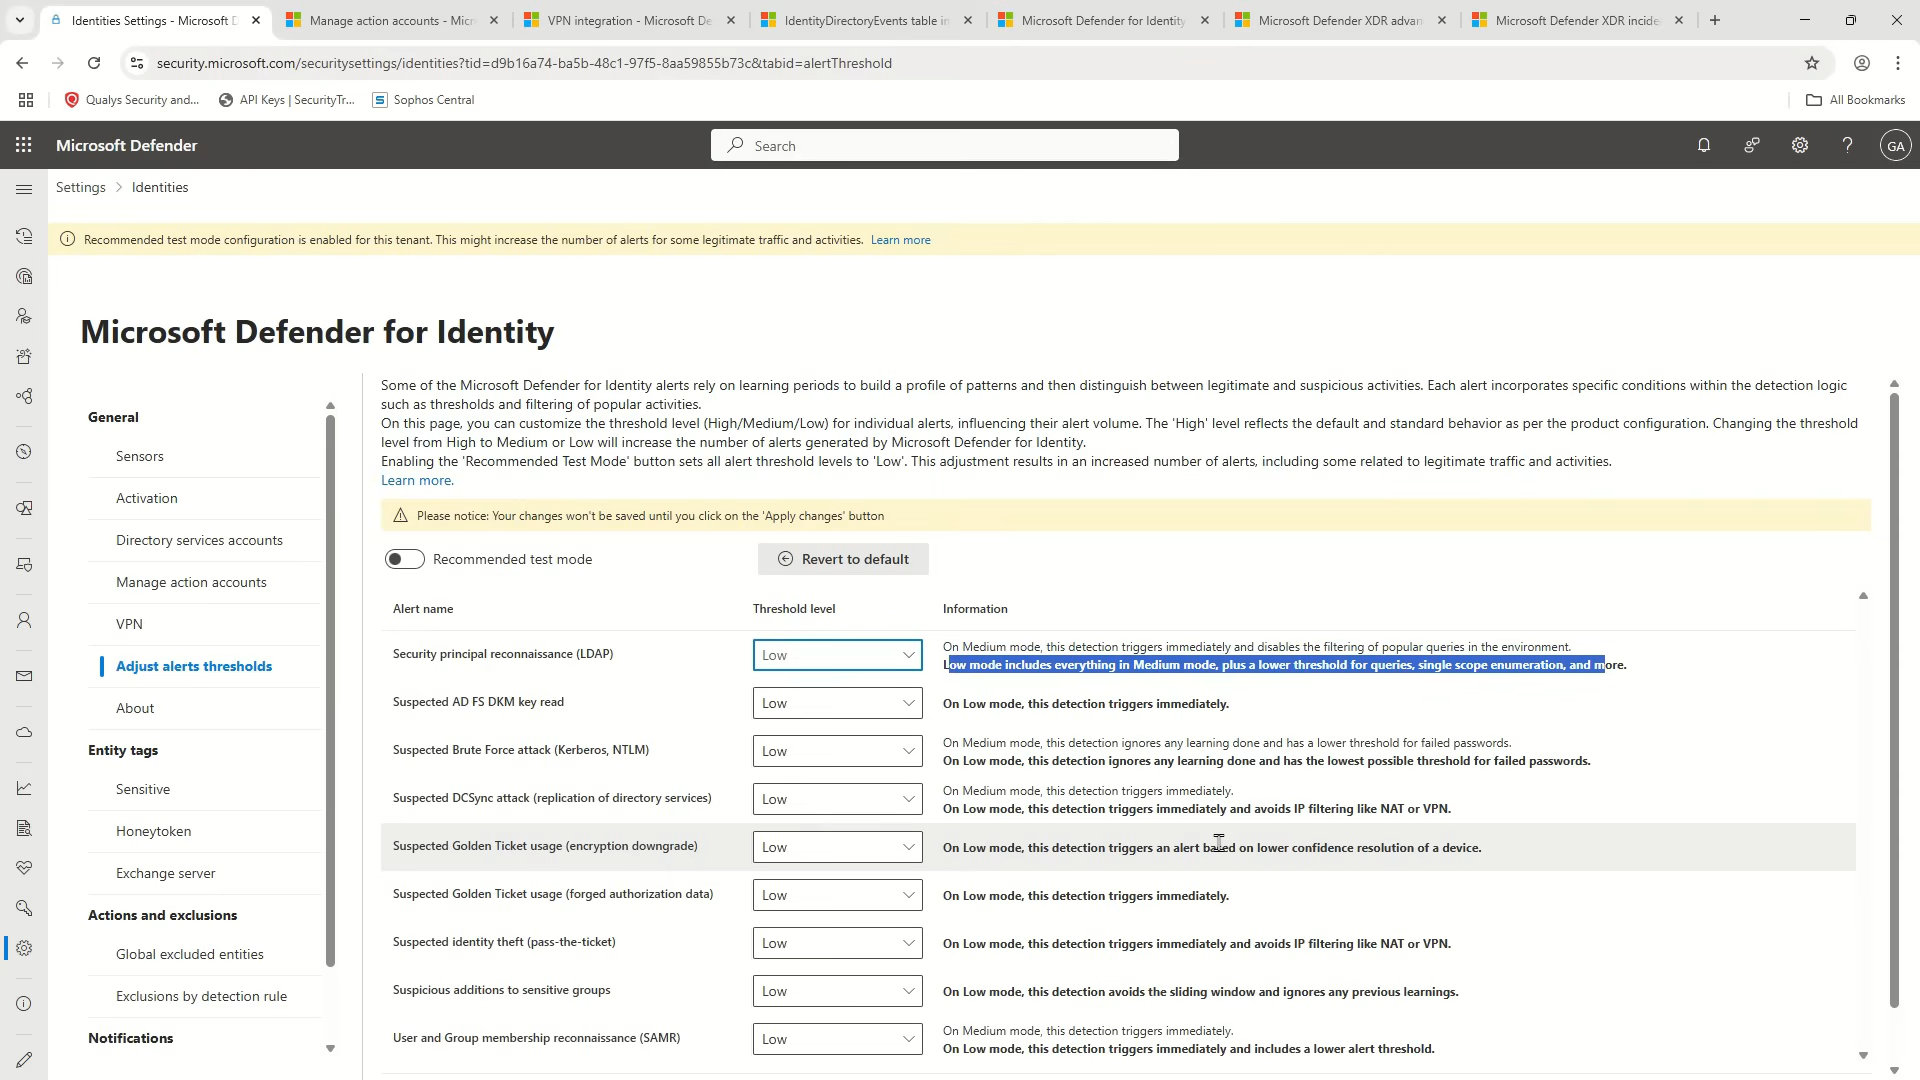 Identities Settings - Microsoft D
Manage action accounts - Micr
VPN integration - Microsoft De
IdentityDirectoryEvents table in
Microsoft Defender for Identity
Microsoft Defender XDR advan
Microsoft Defender XDR incide
security.microsoft.com/securitysettings/identities?tid=d9b16a74-ba5b-48c1-97f5-8aa59855b73c&tabid=alertThreshold
Qualys Security and...
API Keys | SecurityTr...
Sophos Central
All Bookmarks
Microsoft Defender
Search
GA
Settings > Identities
Recommended test mode configuration is enabled for this tenant. This might increase the number of alerts for some legitimate traffic and activities. Learn more
Microsoft Defender for Identity
General
Sensors
Activation
Directory services accounts
Manage action accounts
VPN
Adjust alerts thresholds
About
Entity tags
Sensitive
Honeytoken
Exchange server
Actions and exclusions
Global excluded entities
Exclusions by detection rule
Notifications
Some of the Microsoft Defender for Identity alerts rely on learning periods to build a profile of patterns and then distinguish between legitimate and suspicious activities. Each alert incorporates specific conditions within the detection logic
such as thresholds and filtering of popular activities.
On this page, you can customize the threshold level (High/Medium/Low) for individual alerts, influencing their alert volume. The 'High' level reflects the default and standard behavior as per the product configuration. Changing the threshold
level from High to Medium or Low will increase the number of alerts generated by Microsoft Defender for Identity.
Enabling the 'Recommended Test Mode' button sets all alert threshold levels to 'Low'. This adjustment results in an increased number of alerts, including some related to legitimate traffic and activities.
Learn more.
Please notice: Your changes won't be saved until you click on the 'Apply changes' button
Recommended test mode
Revert to default
Alert name Threshold level Information
Security principal reconnaissance (LDAP) Low
On Medium mode, this detection triggers immediately and disables the filtering of popular queries in the environment.
Low mode includes everything in Medium mode, plus a lower threshold for queries, single scope enumeration, and more.
Suspected AD FS DKM key read Low On Low mode, this detection triggers immediately.
Suspected Brute Force attack (Kerberos, NTLM) Low
On Medium mode, this detection ignores any learning done and has a lower threshold for failed passwords.
On Low mode, this detection ignores any learning done and has the lowest possible threshold for failed passwords.
Suspected DCSync attack (replication of directory services) Low
On Medium mode, this detection triggers immediately.
On Low mode, this detection triggers immediately and avoids IP filtering like NAT or VPN.
Suspected Golden Ticket usage (encryption downgrade) Low On Low mode, this detection triggers an alert based on lower confidence resolution of a device.
Suspected Golden Ticket usage (forged authorization data) Low On Low mode, this detection triggers immediately.
Suspected identity theft (pass-the-ticket) Low On Low mode, this detection triggers immediately and avoids IP filtering like NAT or VPN.
Suspicious additions to sensitive groups Low On Low mode, this detection avoids the sliding window and ignores any previous learnings.
User and Group membership reconnaissance (SAMR) Low
On Medium mode, this detection triggers immediately.
On Low mode, this detection triggers immediately and includes a lower alert threshold.